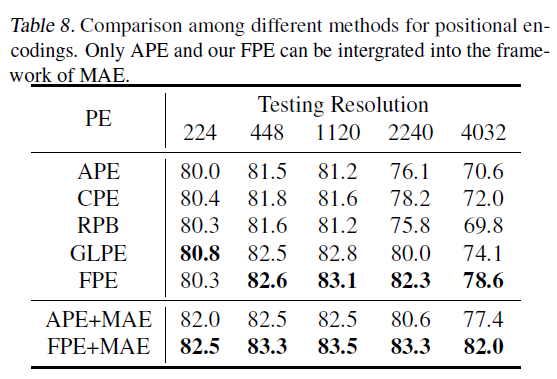 Table 8. Comparison among different methods for positional en-
codings. Only APE and our FPE can be intergrated into the frame-
work of MAE.
PE Testing Resolution
224 448 1120 2240 4032
APE 80.0 81.5 81.2 76.1 70.6
CPE 80.4 81.8 81.6 78.2 72.0
RPB 80.3 81.6 81.2 75.8 69.8
GLPE 80.8 82.5 82.8 80.0 74.1
FPE 80.3 82.6 83.1 82.3 78.6
APE+MAE 82.0 82.5 82.5 80.6 77.4
FPE+MAE 82.5 83.3 83.5 83.3 82.0